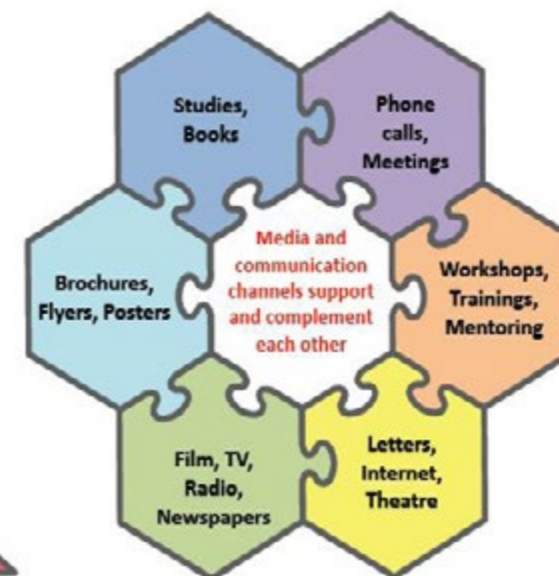 Studies,
Books
Phone
calls,
Meetings
Media and
communication
channels support
and complement
each other
Brochures,
Flyers, Posters
Workshops,
Trainings,
Mentoring
Film, TV,
Radio,
Newspapers
Letters,
Internet,
Theatre